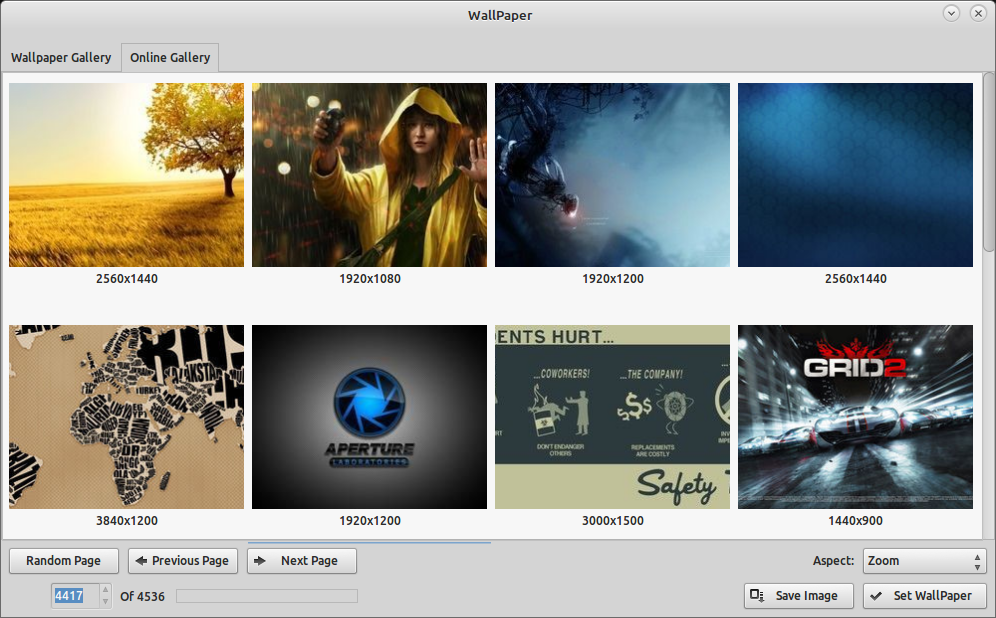 WallPaper
Wallpaper Gallery
Online Gallery
2560x1440
1920x1080
1920x1200
2560x1440
KAZAKSTAN
TURKEY
APERTURE
LABORATORIES
ENTS HURT...
...COWORKERS!
...THE COMPANY!
DON'T ENDANGER
OTHERS
REPLACEMENTS
ARE COSTLY
Safety
GRID2
3840x1200
1920x1200
3000x1500
1440x900
Random Page
Previous Page
Next Page
Aspect:
Zoom
4417
Of 4536
Save Image
Set WallPaper